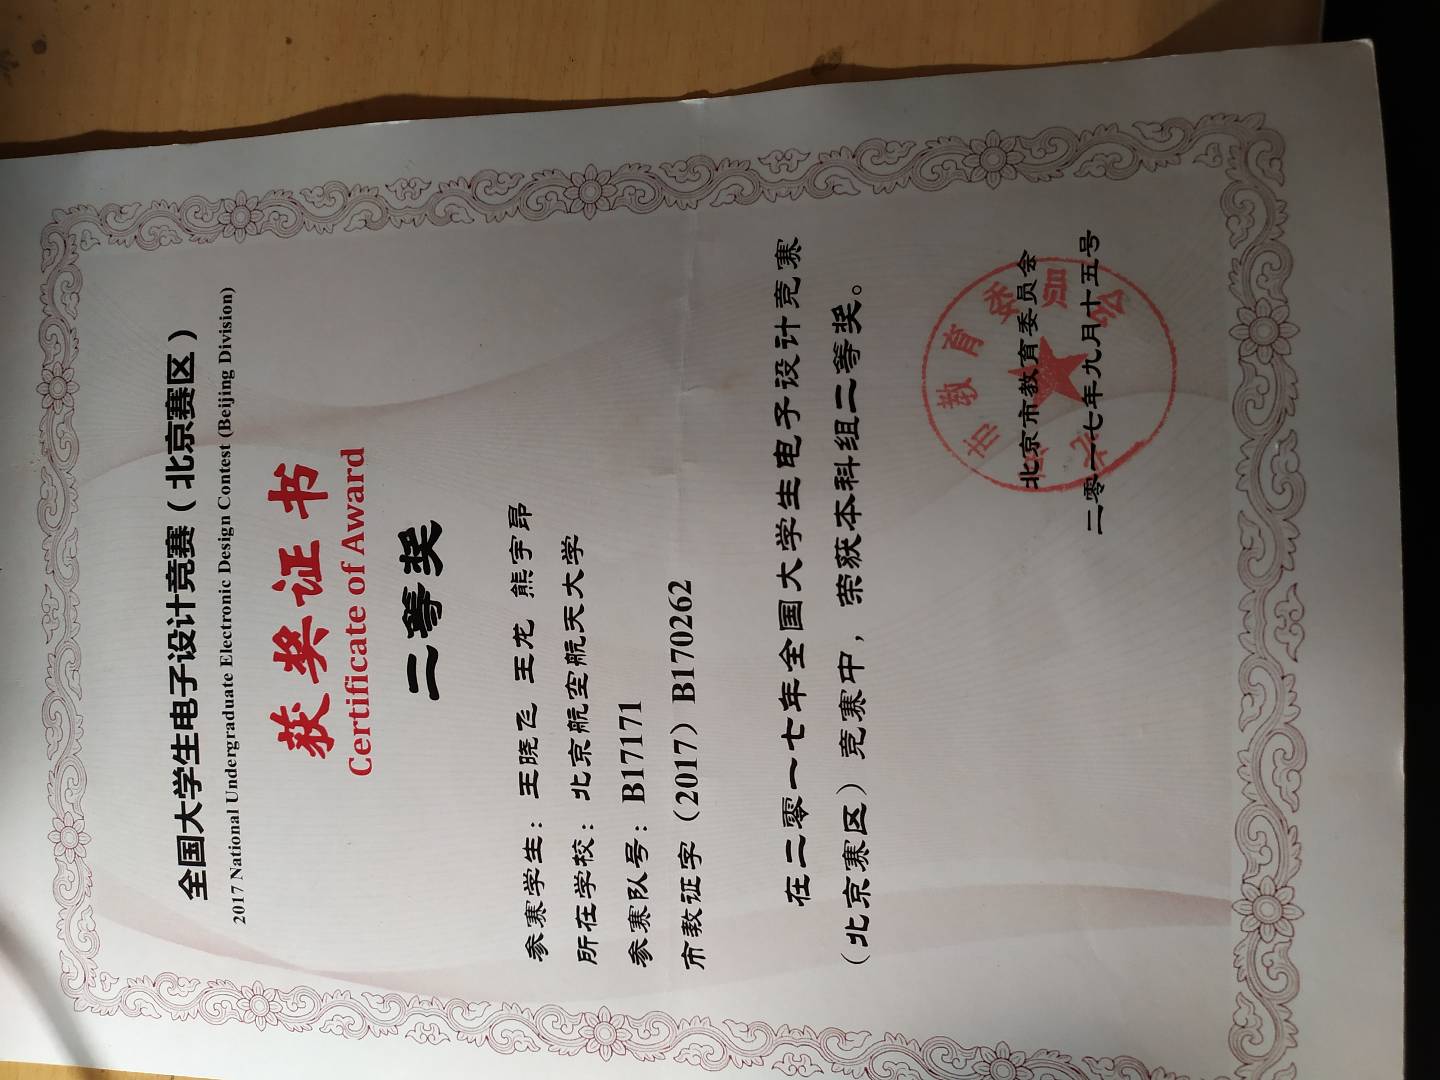 全国大学生电子设计竞赛（北京赛区）
2017 National Undergraduate Electronic Design Contest (Beijing Division)
获奖证书
Certificate of Award
二等奖
参赛学生：王晓飞 王龙 熊宇昂
所在学校：北京航空航天大学
参赛队号：B17171
市教证字（2017）B170262
在二零一七年全国大学生电子设计竞赛
（北京赛区）竞赛中，荣获本科组二等奖。
北京市教育委员会
北京市教育委员会
二零一七年九月十五号